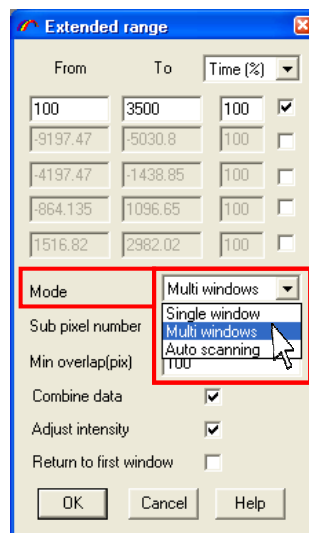 Extended range
From To Time (%)
100 3500 100
-9197.47 -5030.8 100
-4197.47 -1438.85 100
-864.135 1096.65 100
1516.82 2982.02 100
Mode Multi windows
Single window
Sub pixel number Multi windows
Auto scanning
Min overlap(pix) 100
Combine data
Adjust intensity
Return to first window
OK Cancel Help